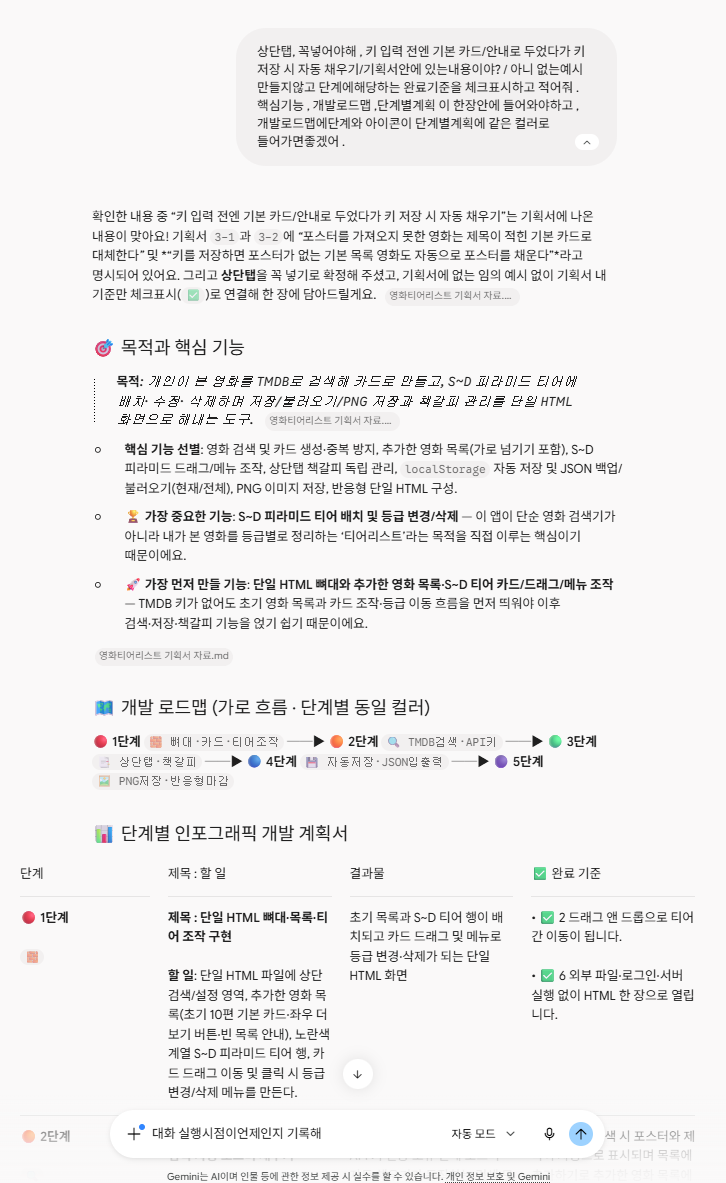 상단탭, 꼭넣어야해 , 키 입력 전엔 기본 카드/안내로 두었다가 키
저장 시 자동 채우기/기획서안에 있는내용이야? / 아니 없는예시
만들지않고 단계에해당하는 완료기준을 체크표시하고 적어줘 .
핵심기능 , 개발로드맵 ,단계별계획 이 한장안에 들어와야하고 ,
개발로드맵에단계와 아이콘이 단계별계획에 같은 컬러로
들어가면좋겠어 .
확인한 내용 중 “키 입력 전엔 기본 카드/안내로 두었다가 키 저장 시 자동 채우기”는 기획서에 나온
내용이 맞아요! 기획서 3-1 과 3-2 에 “포스터를 가져오지 못한 영화는 제목이 적힌 기본 카드로
대체한다” 및 *“키를 저장하면 포스터가 없는 기본 목록 영화도 자동으로 포스터를 채운다”*라고
명시되어 있어요. 그리고 상단탭을 꼭 넣기로 확정해 주셨고, 기획서에 없는 임의 예시 없이 기획서 내
기준만 체크표시( ✅ )로 연결해 한 장에 담아드릴게요. 영화티어리스트 기획서 자료....
🎯 목적과 핵심 기능
목적: 개인이 본 영화를 TMDB로 검색해 카드로 만들고, S~D 피라미드 티어에
배치· 수정· 삭제하며 저장/불러오기/PNG 저장과 책갈피 관리를 단일 HTML
화면으로 해내는 도구. 영화티어리스트 기획서 자료....
핵심 기능 선별: 영화 검색 및 카드 생성·중복 방지, 추가한 영화 목록(가로 넘기기 포함), S~D
피라미드 드래그/메뉴 조작, 상단탭 책갈피 독립 관리, localStorage 자동 저장 및 JSON 백업/
불러오기(현재/전체), PNG 이미지 저장, 반응형 단일 HTML 구성.
🏆 가장 중요한 기능: S~D 피라미드 티어 배치 및 등급 변경/삭제 — 이 앱이 단순 영화 검색기가
아니라 내가 본 영화를 등급별로 정리하는 ‘티어리스트’라는 목적을 직접 이루는 핵심이기
때문이에요.
🚀 가장 먼저 만들 기능: 단일 HTML 뼈대와 추가한 영화 목록·S~D 티어 카드/드래그/메뉴 조작
— TMDB 키가 없어도 초기 영화 목록과 카드 조작·등급 이동 흐름을 먼저 띄워야 이후
검색·저장·책갈피 기능을 얹기 쉽기 때문이에요.
영화티어리스트 기획서 자료.md
🗺️ 개발 로드맵 (가로 흐름 · 단계별 동일 컬러)
🔴 1단계 🧱 뼈대·카드·티어조작 ──▶ 🟠 2단계 🔍 TMDB검색·API키 ──▶ 🟢 3단계
📑 상단탭·책갈피 ──▶ 🔵 4단계 💾 자동저장·JSON입출력 ──▶ 🟣 5단계
🖼️ PNG저장·반응형마감
📊 단계별 인포그래픽 개발 계획서
단계 제목 : 할 일 결과물 ✅ 완료 기준
🔴 1단계
🧱
제목 : 단일 HTML 뼈대·목록·티
어 조작 구현
할 일: 단일 HTML 파일에 상단
검색/설정 영역, 추가한 영화 목
록(초기 10편 기본 카드·좌우 더
보기 버튼·빈 목록 안내), 노란색
계열 S~D 피라미드 티어 행, 카
드 드래그 이동 및 클릭 시 등급
변경/삭제 메뉴를 만든다.
초기 목록과 S~D 티어 행이 배
치되고 카드 드래그 및 메뉴로
등급 변경·삭제가 되는 단일
HTML 화면
• ✅ 2 드래그 앤 드롭으로 티어
간 이동이 됩니다.
• ✅ 6 외부 파일·로그인·서버
실행 없이 HTML 한 장으로 열립
니다.
🟠 2단계
색 시 포스터와 제
로 표시되며 목록에
대화 실행시점이언제인지 기록해
자동 모드
Gemini는 AI이며 인물 등에 관한 정보 제공 시 실수를 할 수 있습니다. 개인 정보 보호 및 Gemini